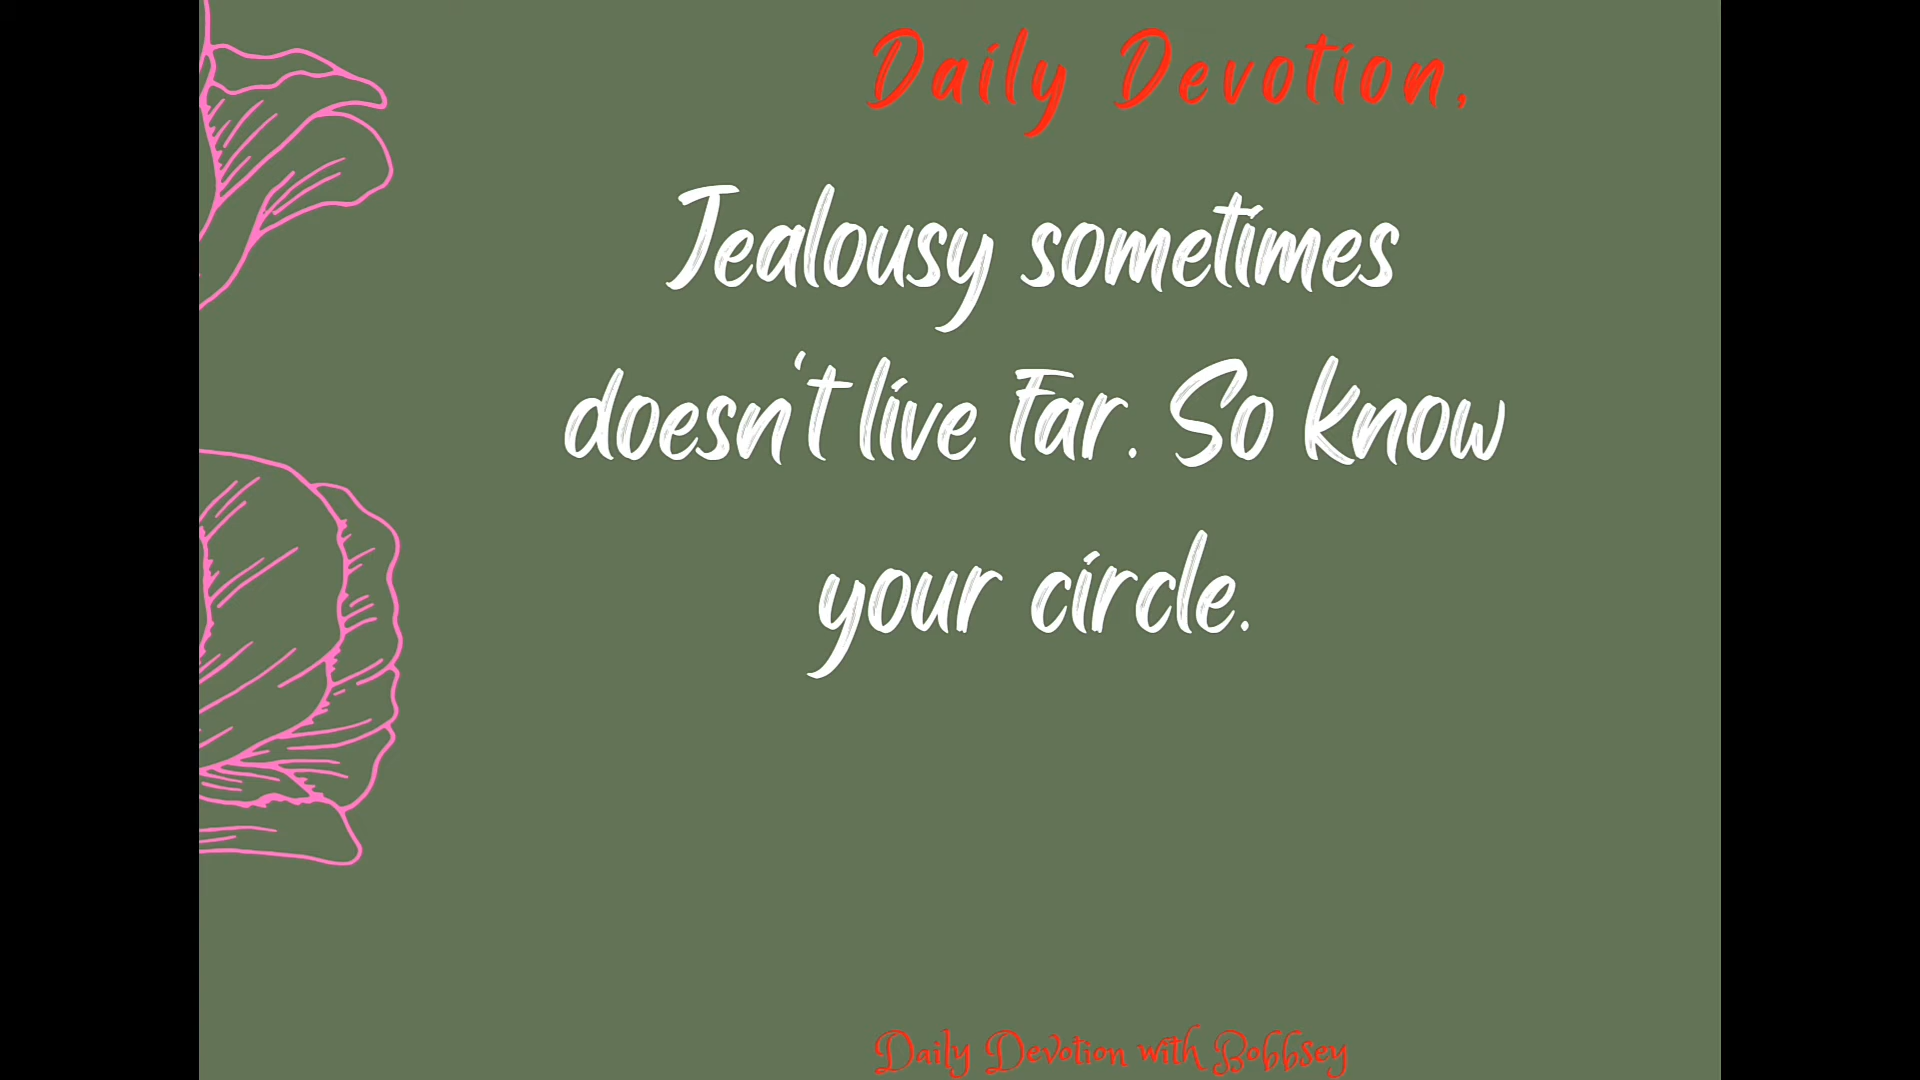 Daily Devotion,
Jealousy sometimes
doesn't live far. So know
your circle.
Daily Devotion with Bobbsey